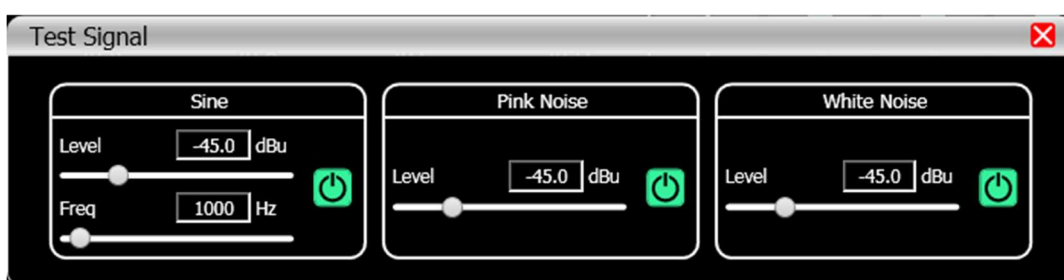 Test Signal
Sine
Level -45.0 dBu
Freq 1000 Hz
Pink Noise
Level -45.0 dBu
White Noise
Level -45.0 dBu